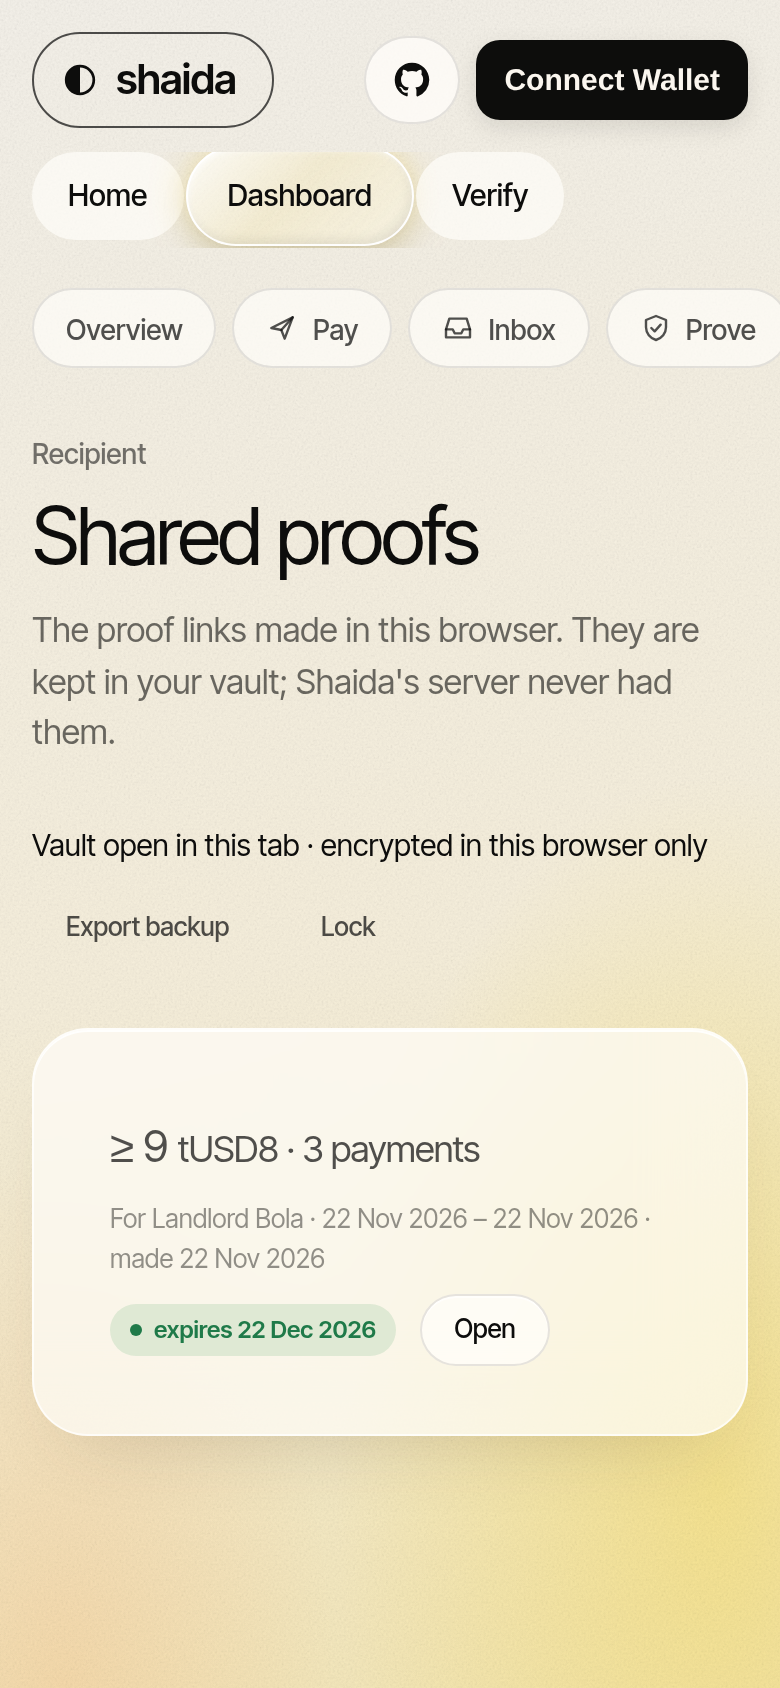 shaida
Connect Wallet
Home
Dashboard
Verify
Overview
Pay
Inbox
Prove
Recipient
Shared proofs
The proof links made in this browser. They are
kept in your vault; Shaida's server never had
them.
Vault open in this tab · encrypted in this browser only
Export backup
Lock
≥ 9 tUSD8 · 3 payments
For Landlord Bola · 22 Nov 2026 – 22 Nov 2026 ·
made 22 Nov 2026
expires 22 Dec 2026
Open